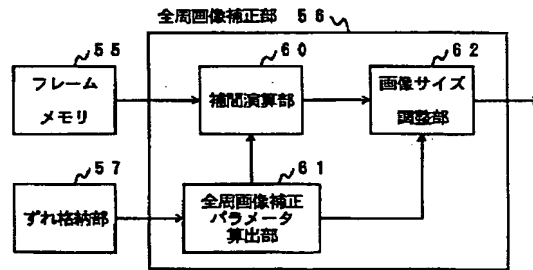 全周画像補正部 56
55
フレーム
メモリ
60
補間演算部
62
画像サイズ
調整部
57
ずれ格納部
61
全周画像補正
パラメータ
算出部